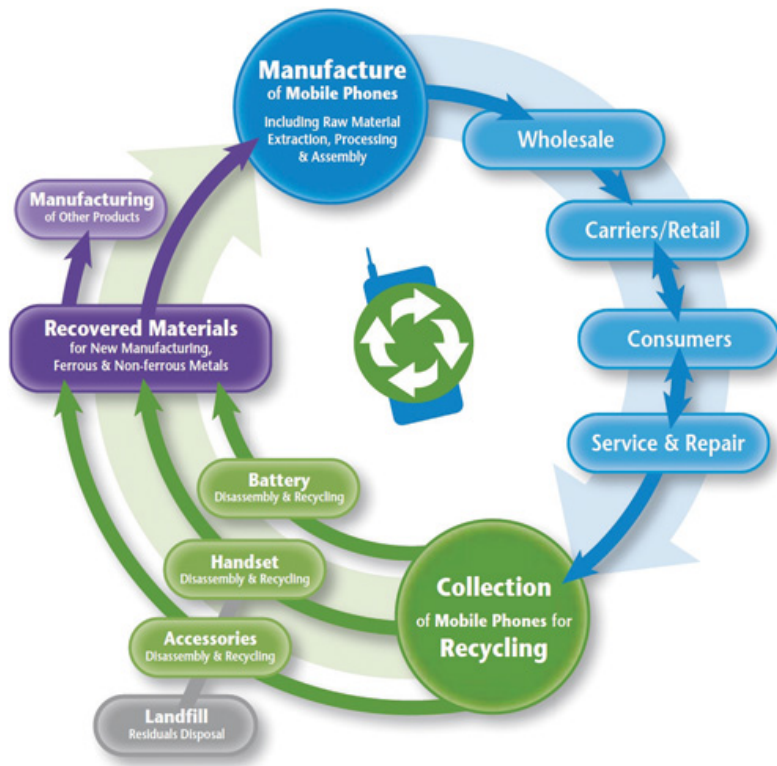 Manufacture
of Mobile Phones
Including Raw Material
Extraction, Processing
& Assembly
Wholesale
Carriers/Retail
Consumers
Service & Repair
Collection
of Mobile Phones for
Recycling
Battery
Disassembly & Recycling
Handset
Disassembly & Recycling
Accessories
Disassembly & Recycling
Landfill
Residuals Disposal
Recovered Materials
for New Manufacturing,
Ferrous & Non-ferrous Metals
Manufacturing
of Other Products